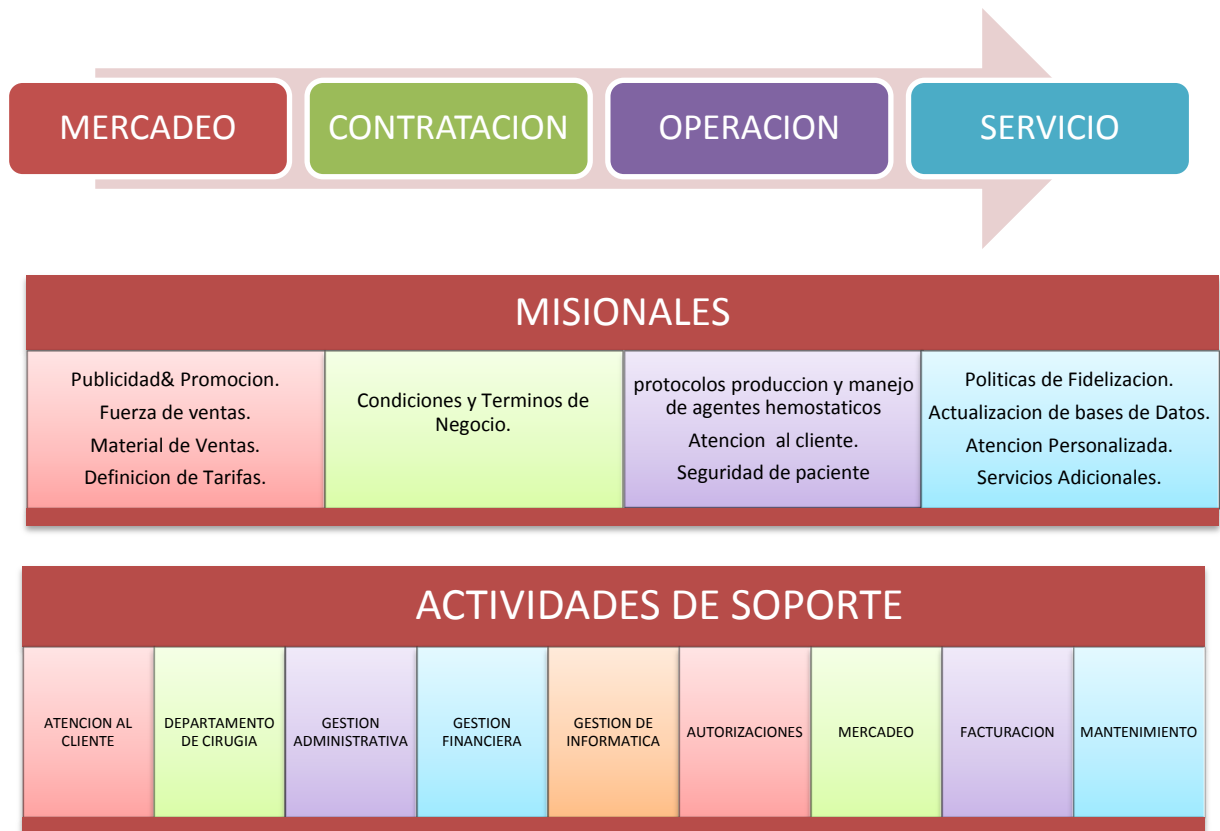 MERCADEO
CONTRATACION
OPERACION
SERVICIO
MISIONALES
Publicidad& Promocion.
Fuerza de ventas.
Material de Ventas.
Definicion de Tarifas.
Condiciones y Terminos de
Negocio.
protocolos produccion y manejo
de agentes hemostaticos
Atencion al cliente.
Seguridad de paciente
Politicas de Fidelizacion.
Actualizacion de bases de Datos.
Atencion Personalizada.
Servicios Adicionales.
ACTIVIDADES DE SOPORTE
ATENCION AL
CLIENTE
DEPARTAMENTO
DE CIRUGIA
GESTION
ADMINISTRATIVA
GESTION
FINANCIERA
GESTION DE
INFORMATICA
AUTORIZACIONES
MERCADEO
FACTURACION
MANTENIMIENTO